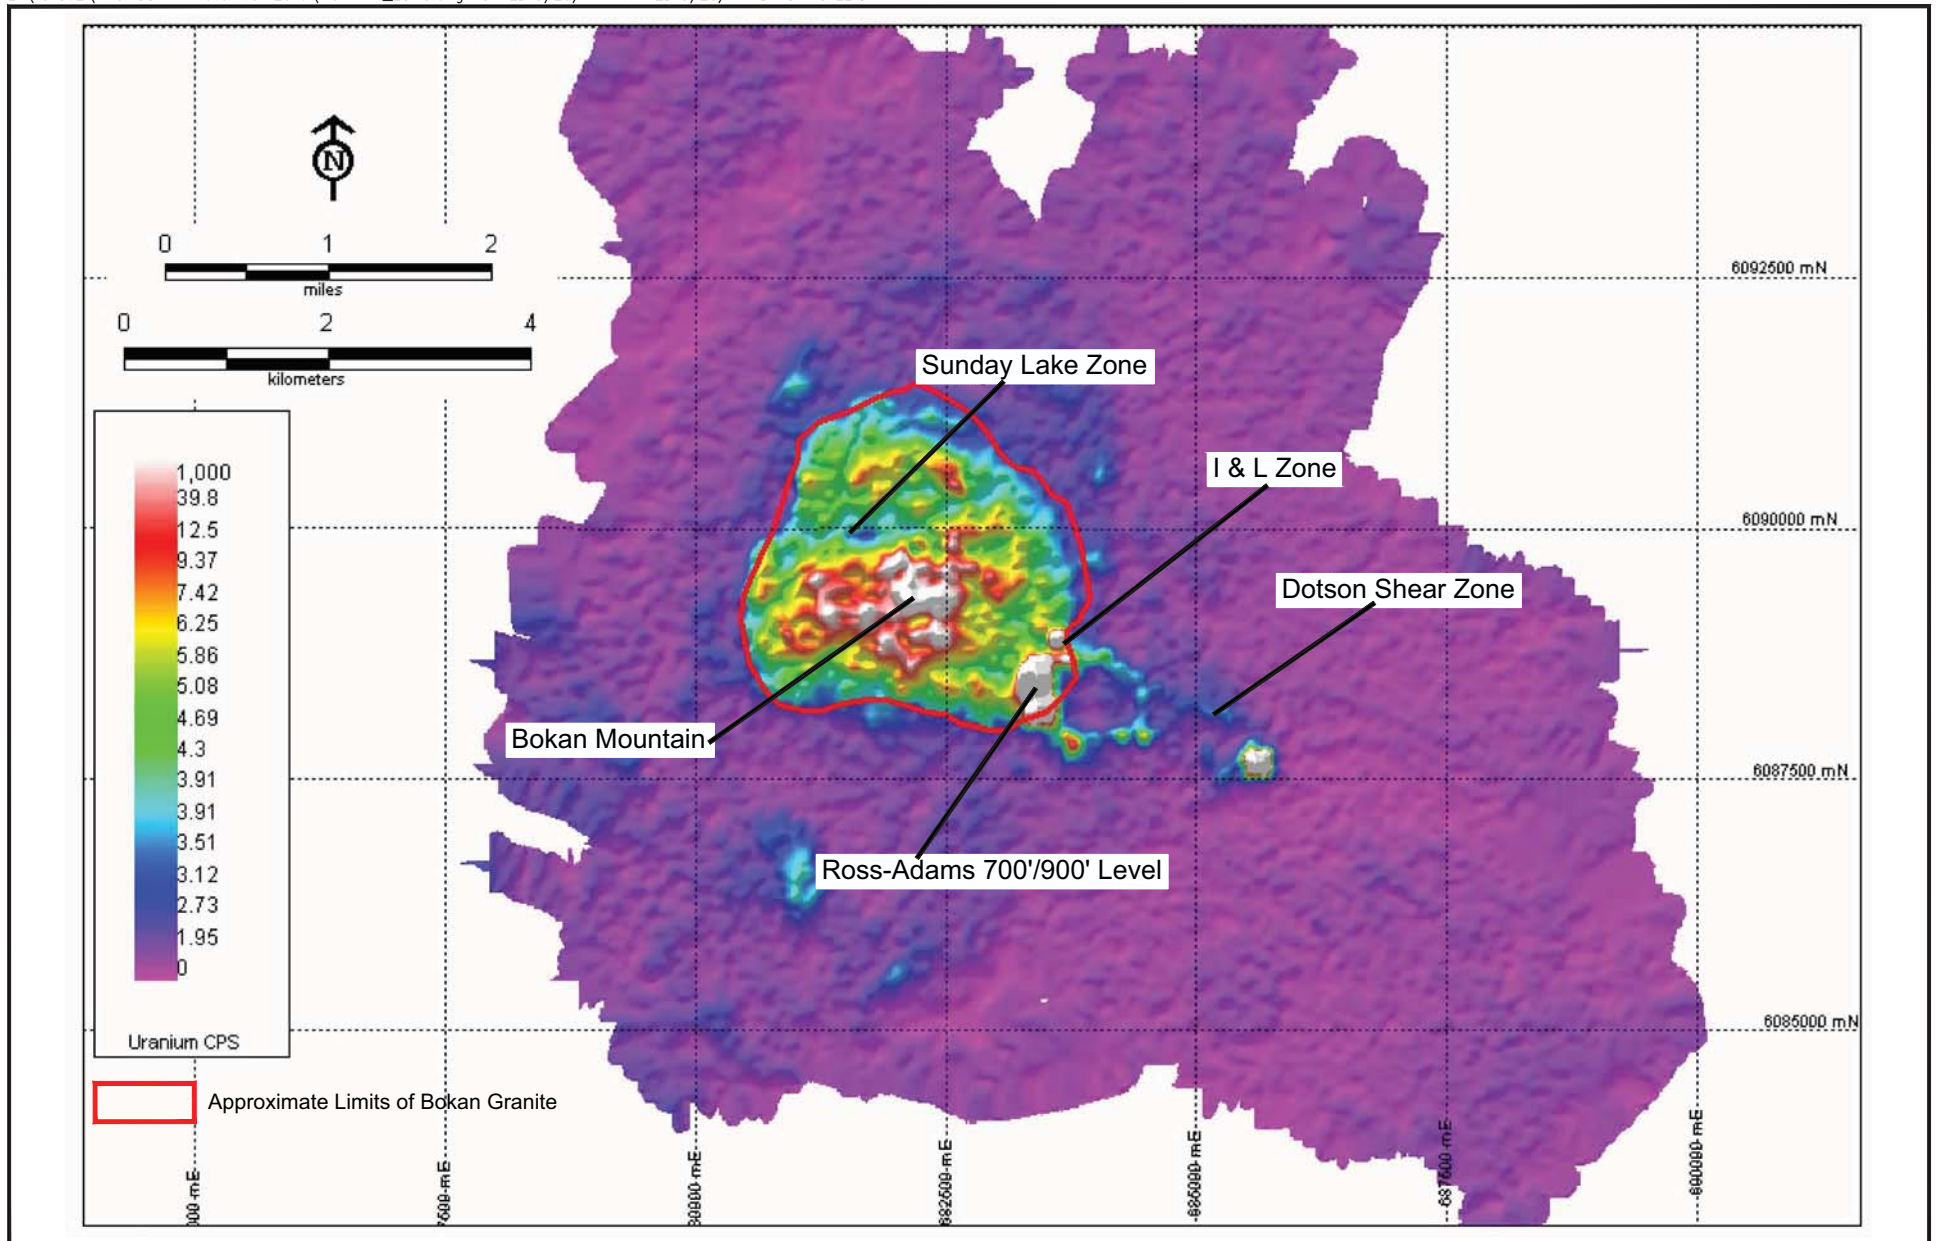 N
0 1 2
miles
0 2 4
kilometers
6092500 mN
Sunday Lake Zone
I & L Zone
1,000
39.8
12.5
9.37
7.42
6.25
5.86
5.08
4.69
4.3
3.91
3.91
3.51
3.12
2.73
1.95
0
Uranium CPS
6090000 mN
Dotson Shear Zone
Bokan Mountain
6087500 mN
Ross-Adams 700'/900' Level
6085000 mN
Approximate Limits of Bokan Granite
682500 mE
685000 mE
687500 mE
690000 mE